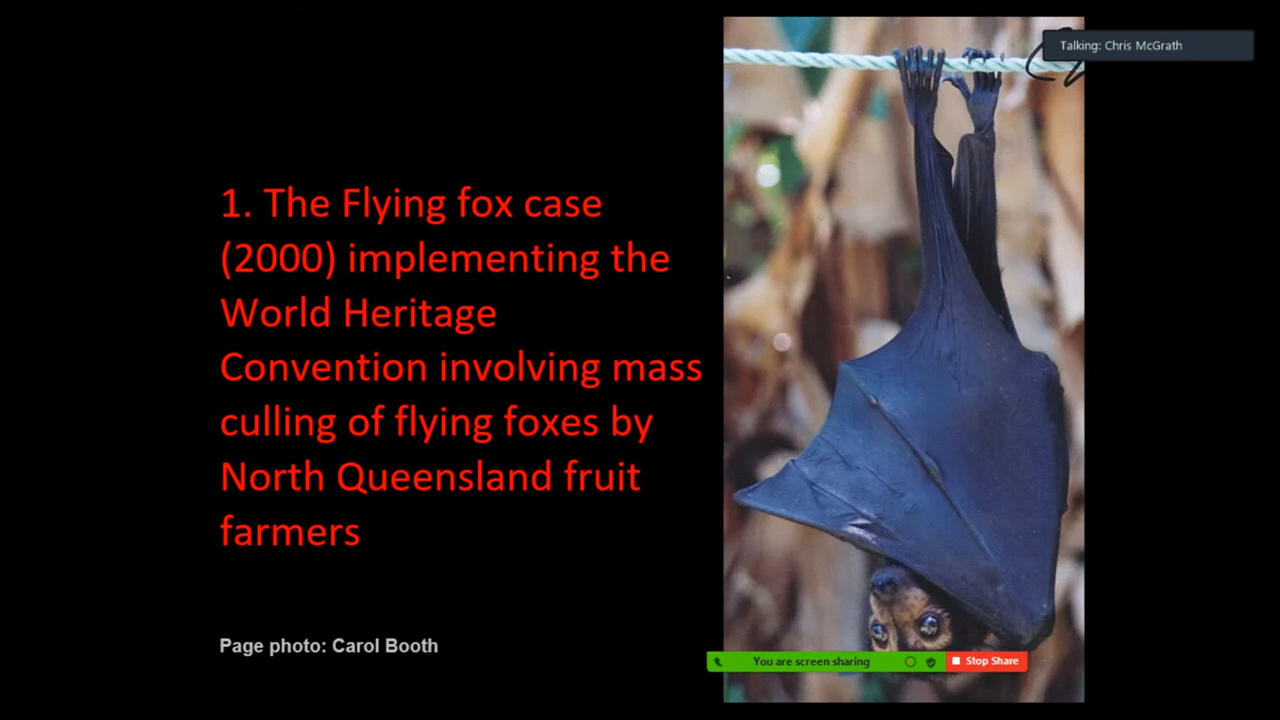 Talking: Chris McGrath
1. The Flying fox case
(2000) implementing the
World Heritage
Convention involving mass
culling of flying foxes by
North Queensland fruit
farmers
Page photo: Carol Booth
You are screen sharing
Stop Share